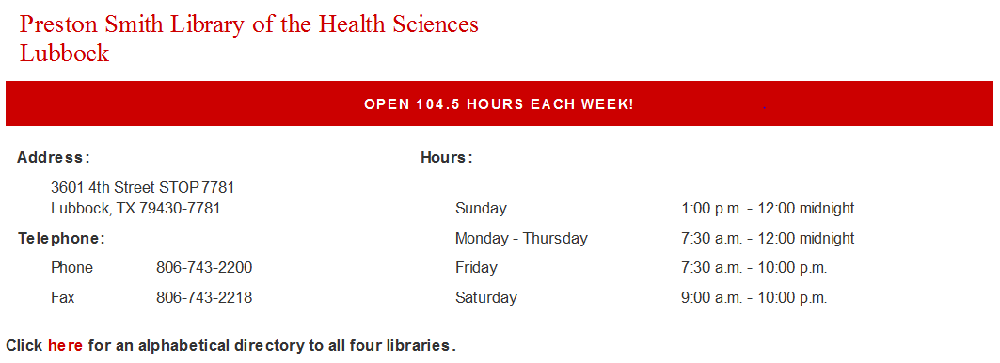 Preston Smith Library of the Health Sciences
Lubbock
OPEN 104.5 HOURS EACH WEEK!
Address:
3601 4th Street STOP 7781
Lubbock, TX 79430-7781
Telephone:
Phone 806-743-2200
Fax 806-743-2218
Hours:
Sunday 1:00 p.m. - 12:00 midnight
Monday - Thursday 7:30 a.m. - 12:00 midnight
Friday 7:30 a.m. - 10:00 p.m.
Saturday 9:00 a.m. - 10:00 p.m.
Click here for an alphabetical directory to all four libraries.